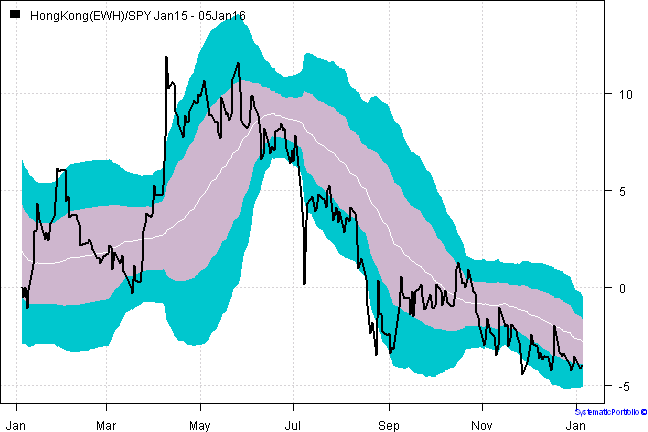 HongKong(EWH)/SPY Jan15 - 05Jan16
10
5
0
-5
Jan Mar May Jul Sep Nov Jan
SystematicPortfolio ©